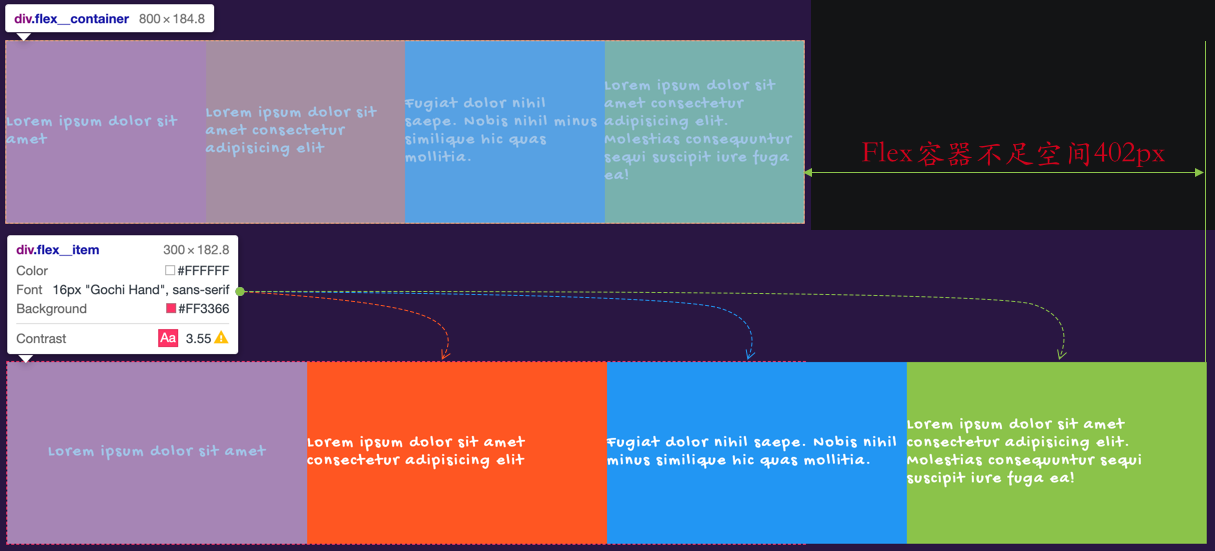 div.flex__container 800 × 184.8
Lorem ipsum dolor sit
amet
Lorem ipsum dolor sit
amet consectetur
adipisicing elit
Fugiat dolor nihil
saepe. Nobis nihil minus
similique hic quas
mollitia.
Lorem ipsum dolor sit
amet consectetur
adipisicing elit.
Molestias consequuntur
sequi suscipit iure fuga
ea!
Flex容器不足空间402px
div.flex__item 300 × 182.8
Color #FFFFFF
Font 16px "Gochi Hand", sans-serif
Background #FF3366
Contrast Aa 3.55
Lorem ipsum dolor sit amet
Lorem ipsum dolor sit amet
consectetur adipisicing elit
Fugiat dolor nihil saepe. Nobis nihil
minus similique hic quas mollitia.
Lorem ipsum dolor sit amet
consectetur adipisicing elit.
Molestias consequuntur sequi
suscipit iure fuga ea!